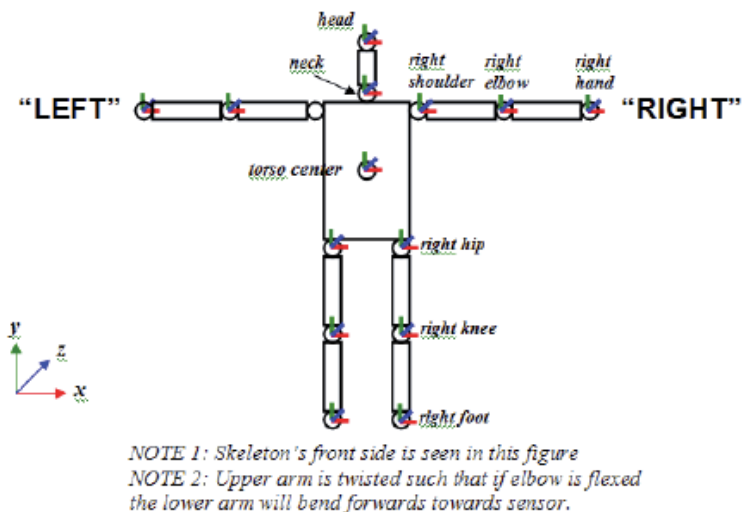 head
neck
right
shoulder
right
elbow
right
hand
“LEFT”
“RIGHT”
torso center
right hip
right knee
right foot
y
z
x
NOTE 1: Skeleton's front side is seen in this figure
NOTE 2: Upper arm is twisted such that if elbow is flexed
the lower arm will bend forwards towards sensor.